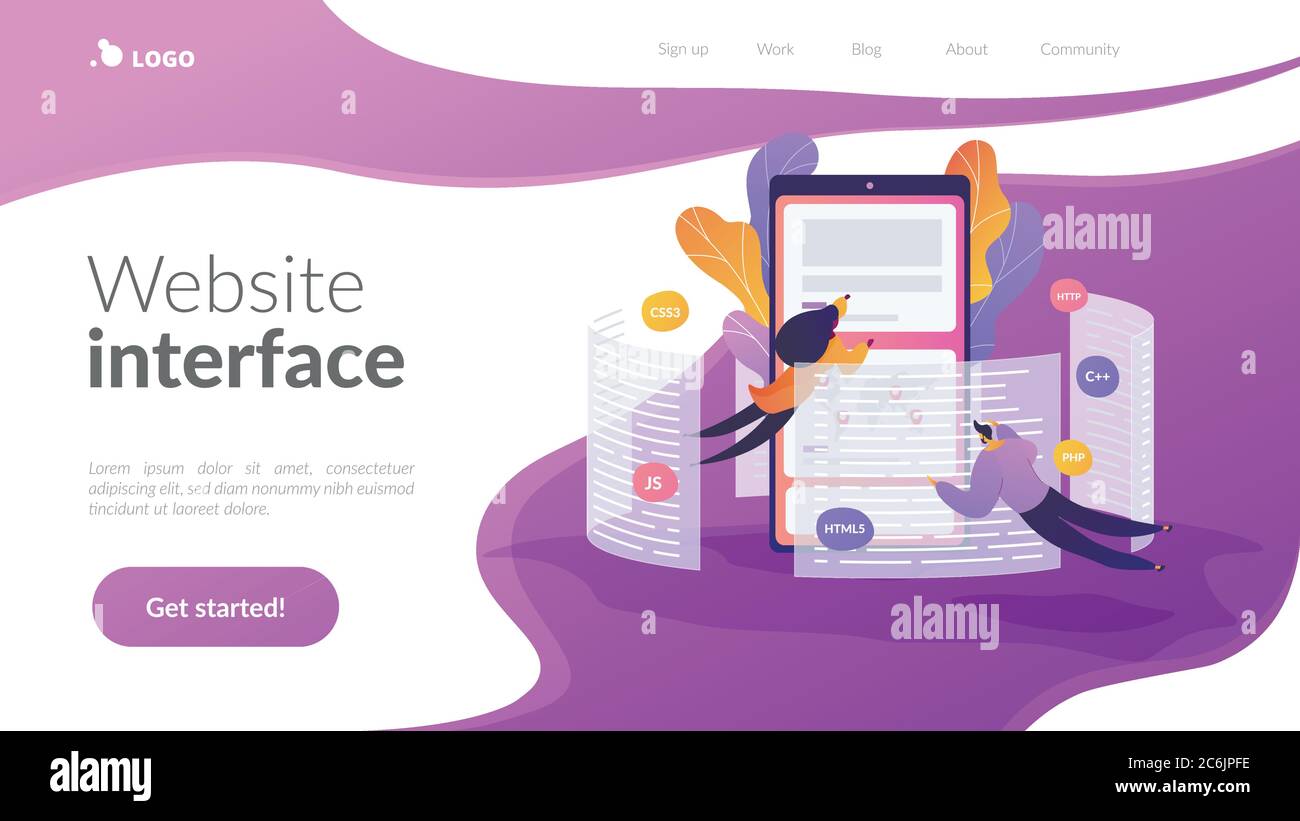 LOGO
Sign up Work Blog About Community
a a a a
alamy
Website
interface
CSS3
HTTP
C++
PHP
JS
HTML5
Lorem ipsum dolor sit amet, consectetuer
adipiscing elit, sed diam nonummy nibh euismod
tincidunt ut laoreet dolore.
Get started!
a
alamy
a
alamy
Image ID: 2C6JPFE
www.alamy.com